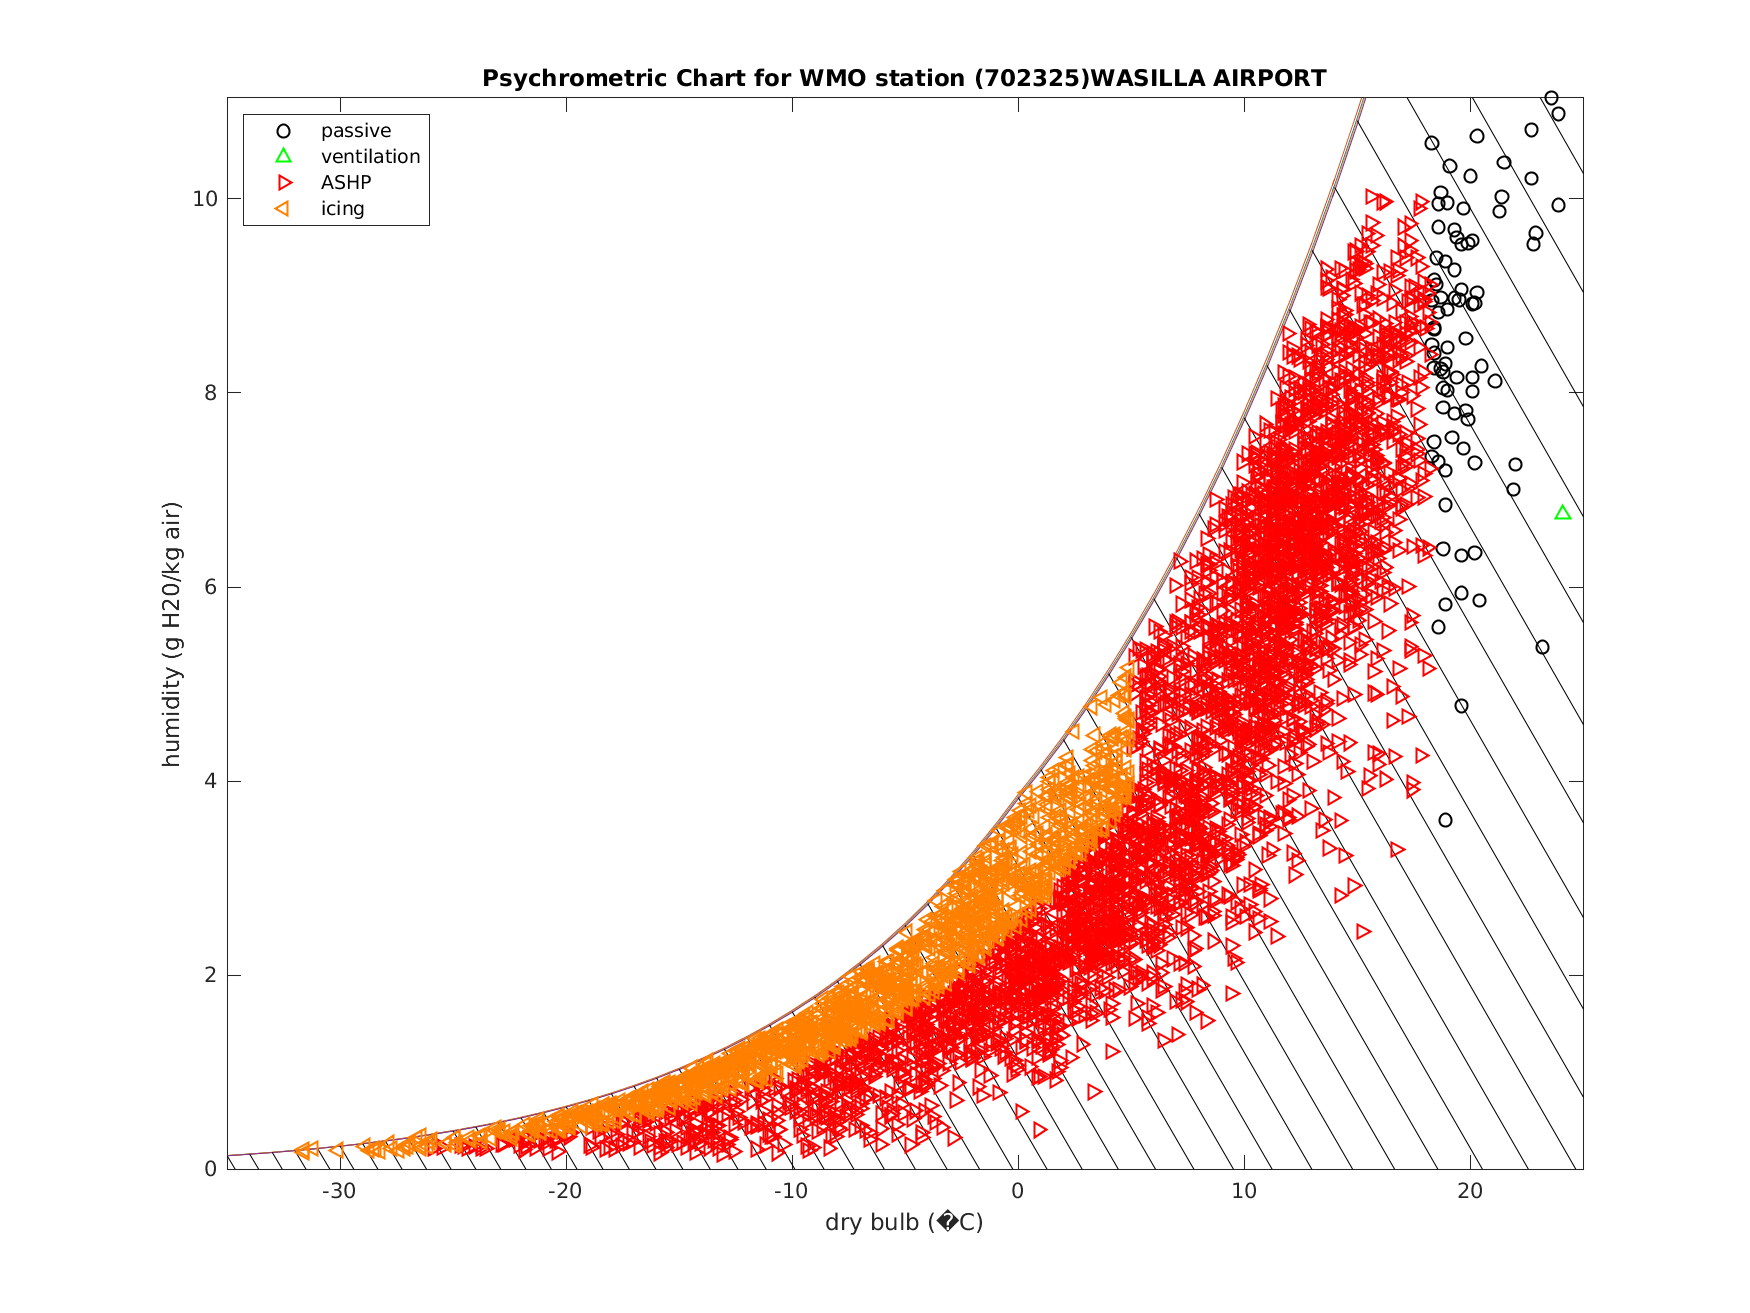 Psychrometric Chart for WMO station (702325)WASILLA AIRPORT
passive
ventilation
ASHP
icing
10
8
6
4
2
0
humidity (g H20/kg air)
-30 -20 -10 0 10 20
dry bulb (�C)